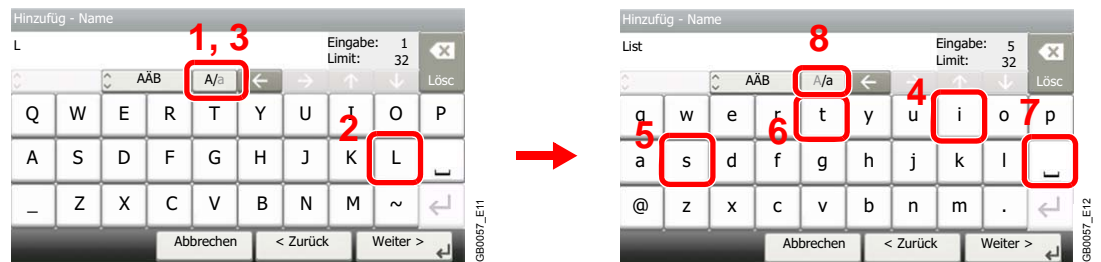 Hinzufüg - Name
L
Eingabe: 1
Limit: 32
1, 3
AÄB A/a Lösc
Q W E R T Y U I O P
2
A S D F G H J K L
_ Z X C V B N M ~
Abbrechen < Zurück Weiter >
GB0057_E11
Hinzufüg - Name
List
Eingabe: 5
Limit: 32
8
AÄB A/a Lösc
4
q w e r t y u i o p
5 6 7
a s d f g h j k l
@ z x c v b n m .
Abbrechen < Zurück Weiter >
GB0057_E12